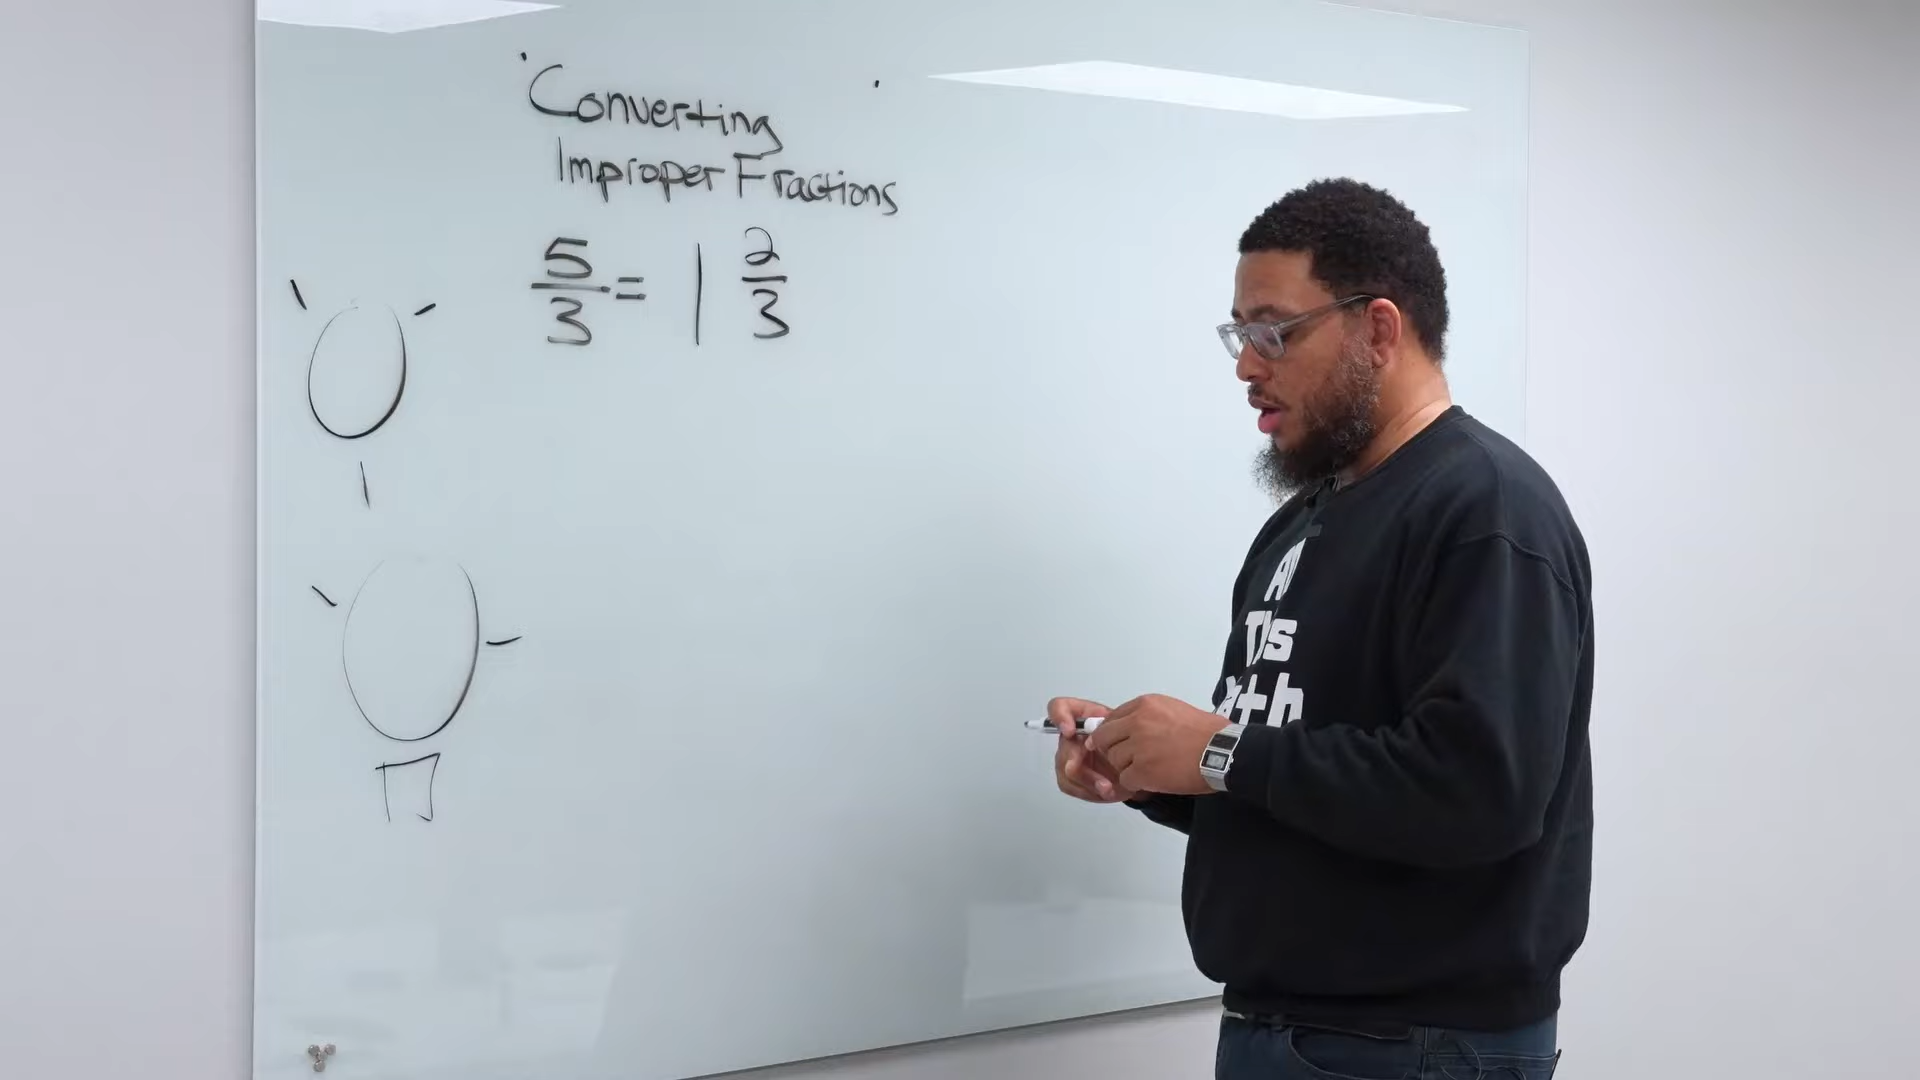 Converting
Improper Fractions
5/3 = 1 2/3